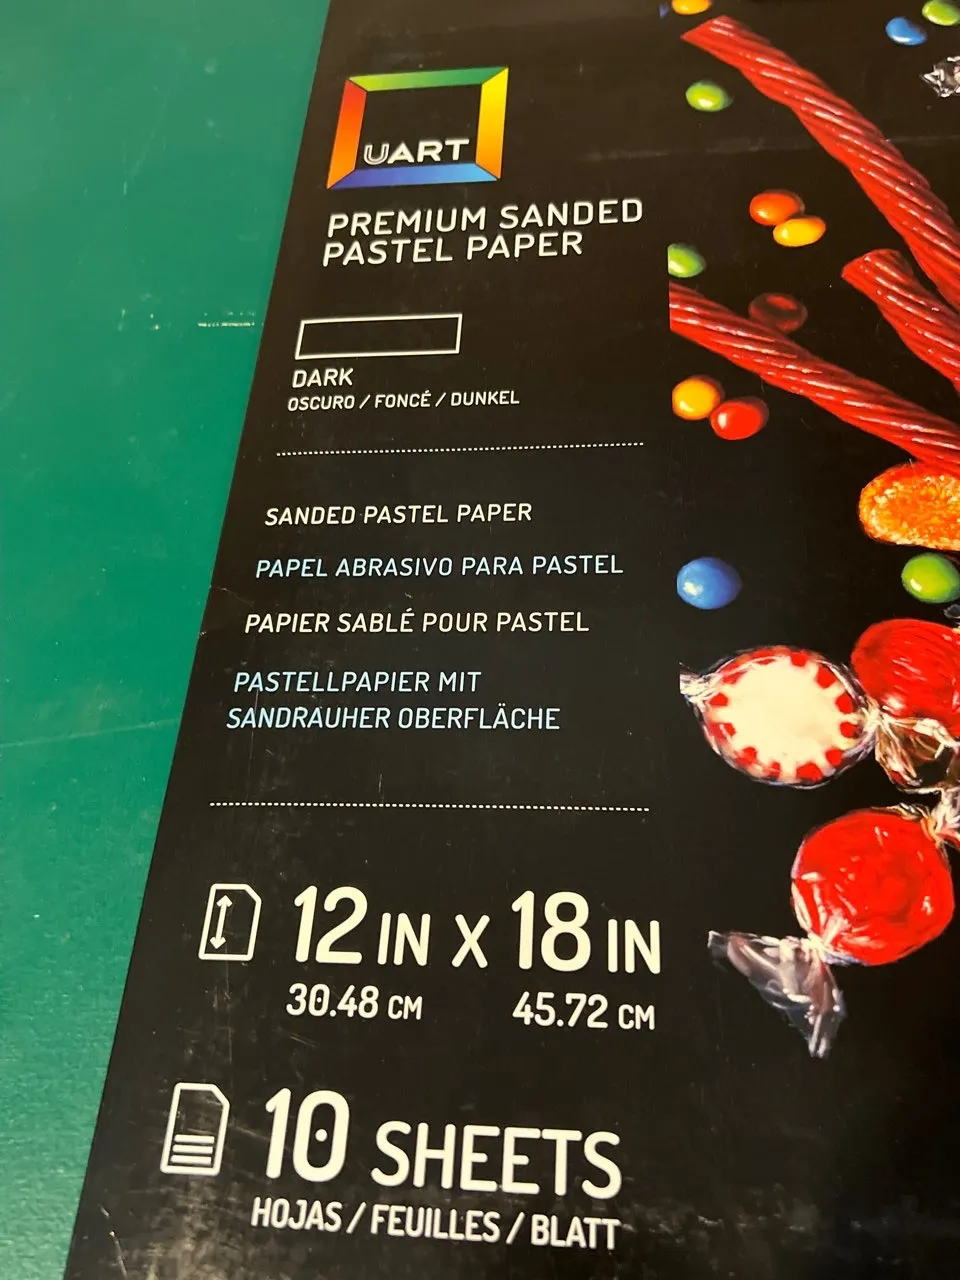 UART
PREMIUM SANDED
PASTEL PAPER
DARK
OSCURO / FONCÉ / DUNKEL
SANDED PASTEL PAPER
PAPEL ABRASIVO PARA PASTEL
PAPIER SABLÉ POUR PASTEL
PASTELLPAPIER MIT
SANDRAUHER OBERFLÄCHE
12 IN X 18 IN
30.48 CM 45.72 CM
10 SHEETS
HOJAS / FEUILLES / BLATT